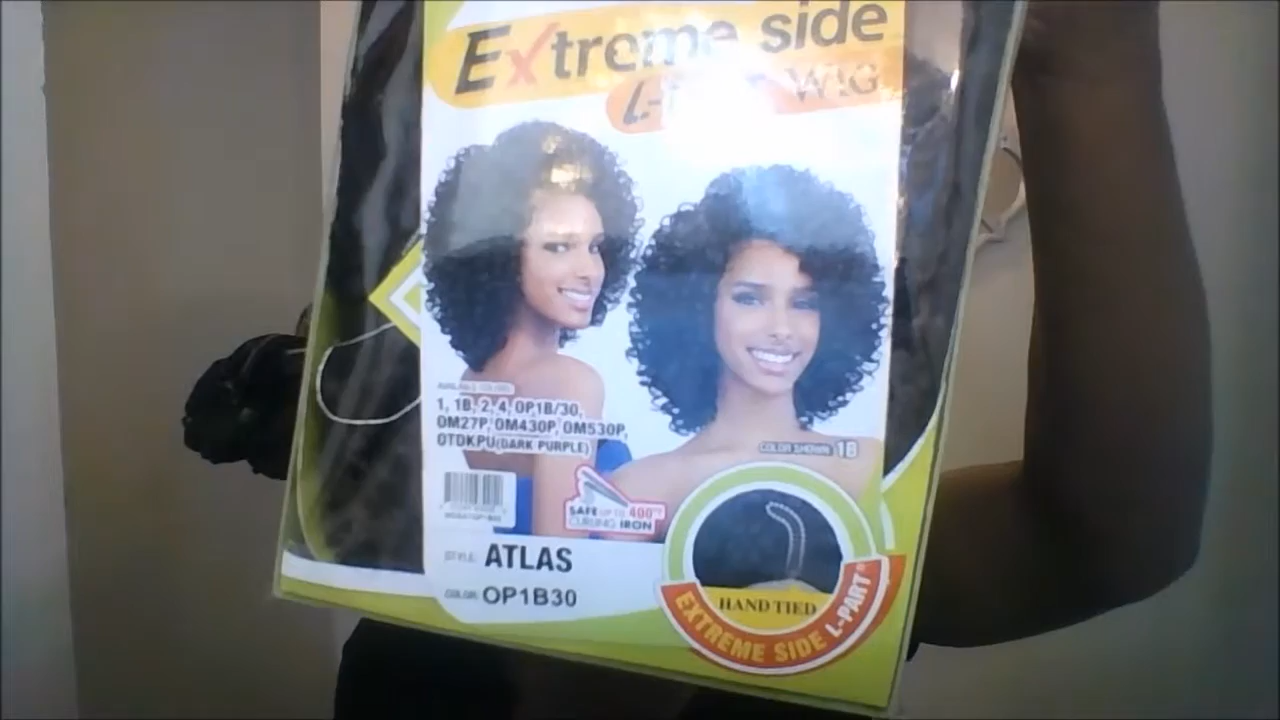 Extreme side
WIG
AVAILABLE COLORS
1, 1B, 2, 4, OP1B/30,
OM27P, OM430P, OM530P,
OTDKPU(DARK PURPLE)
COLOR SHOWN: 1B
SAFE UP TO 400°F
CURLING IRON
STYLE: ATLAS
COLOR: OP1B30
HAND TIED
EXTREME SIDE L-PART